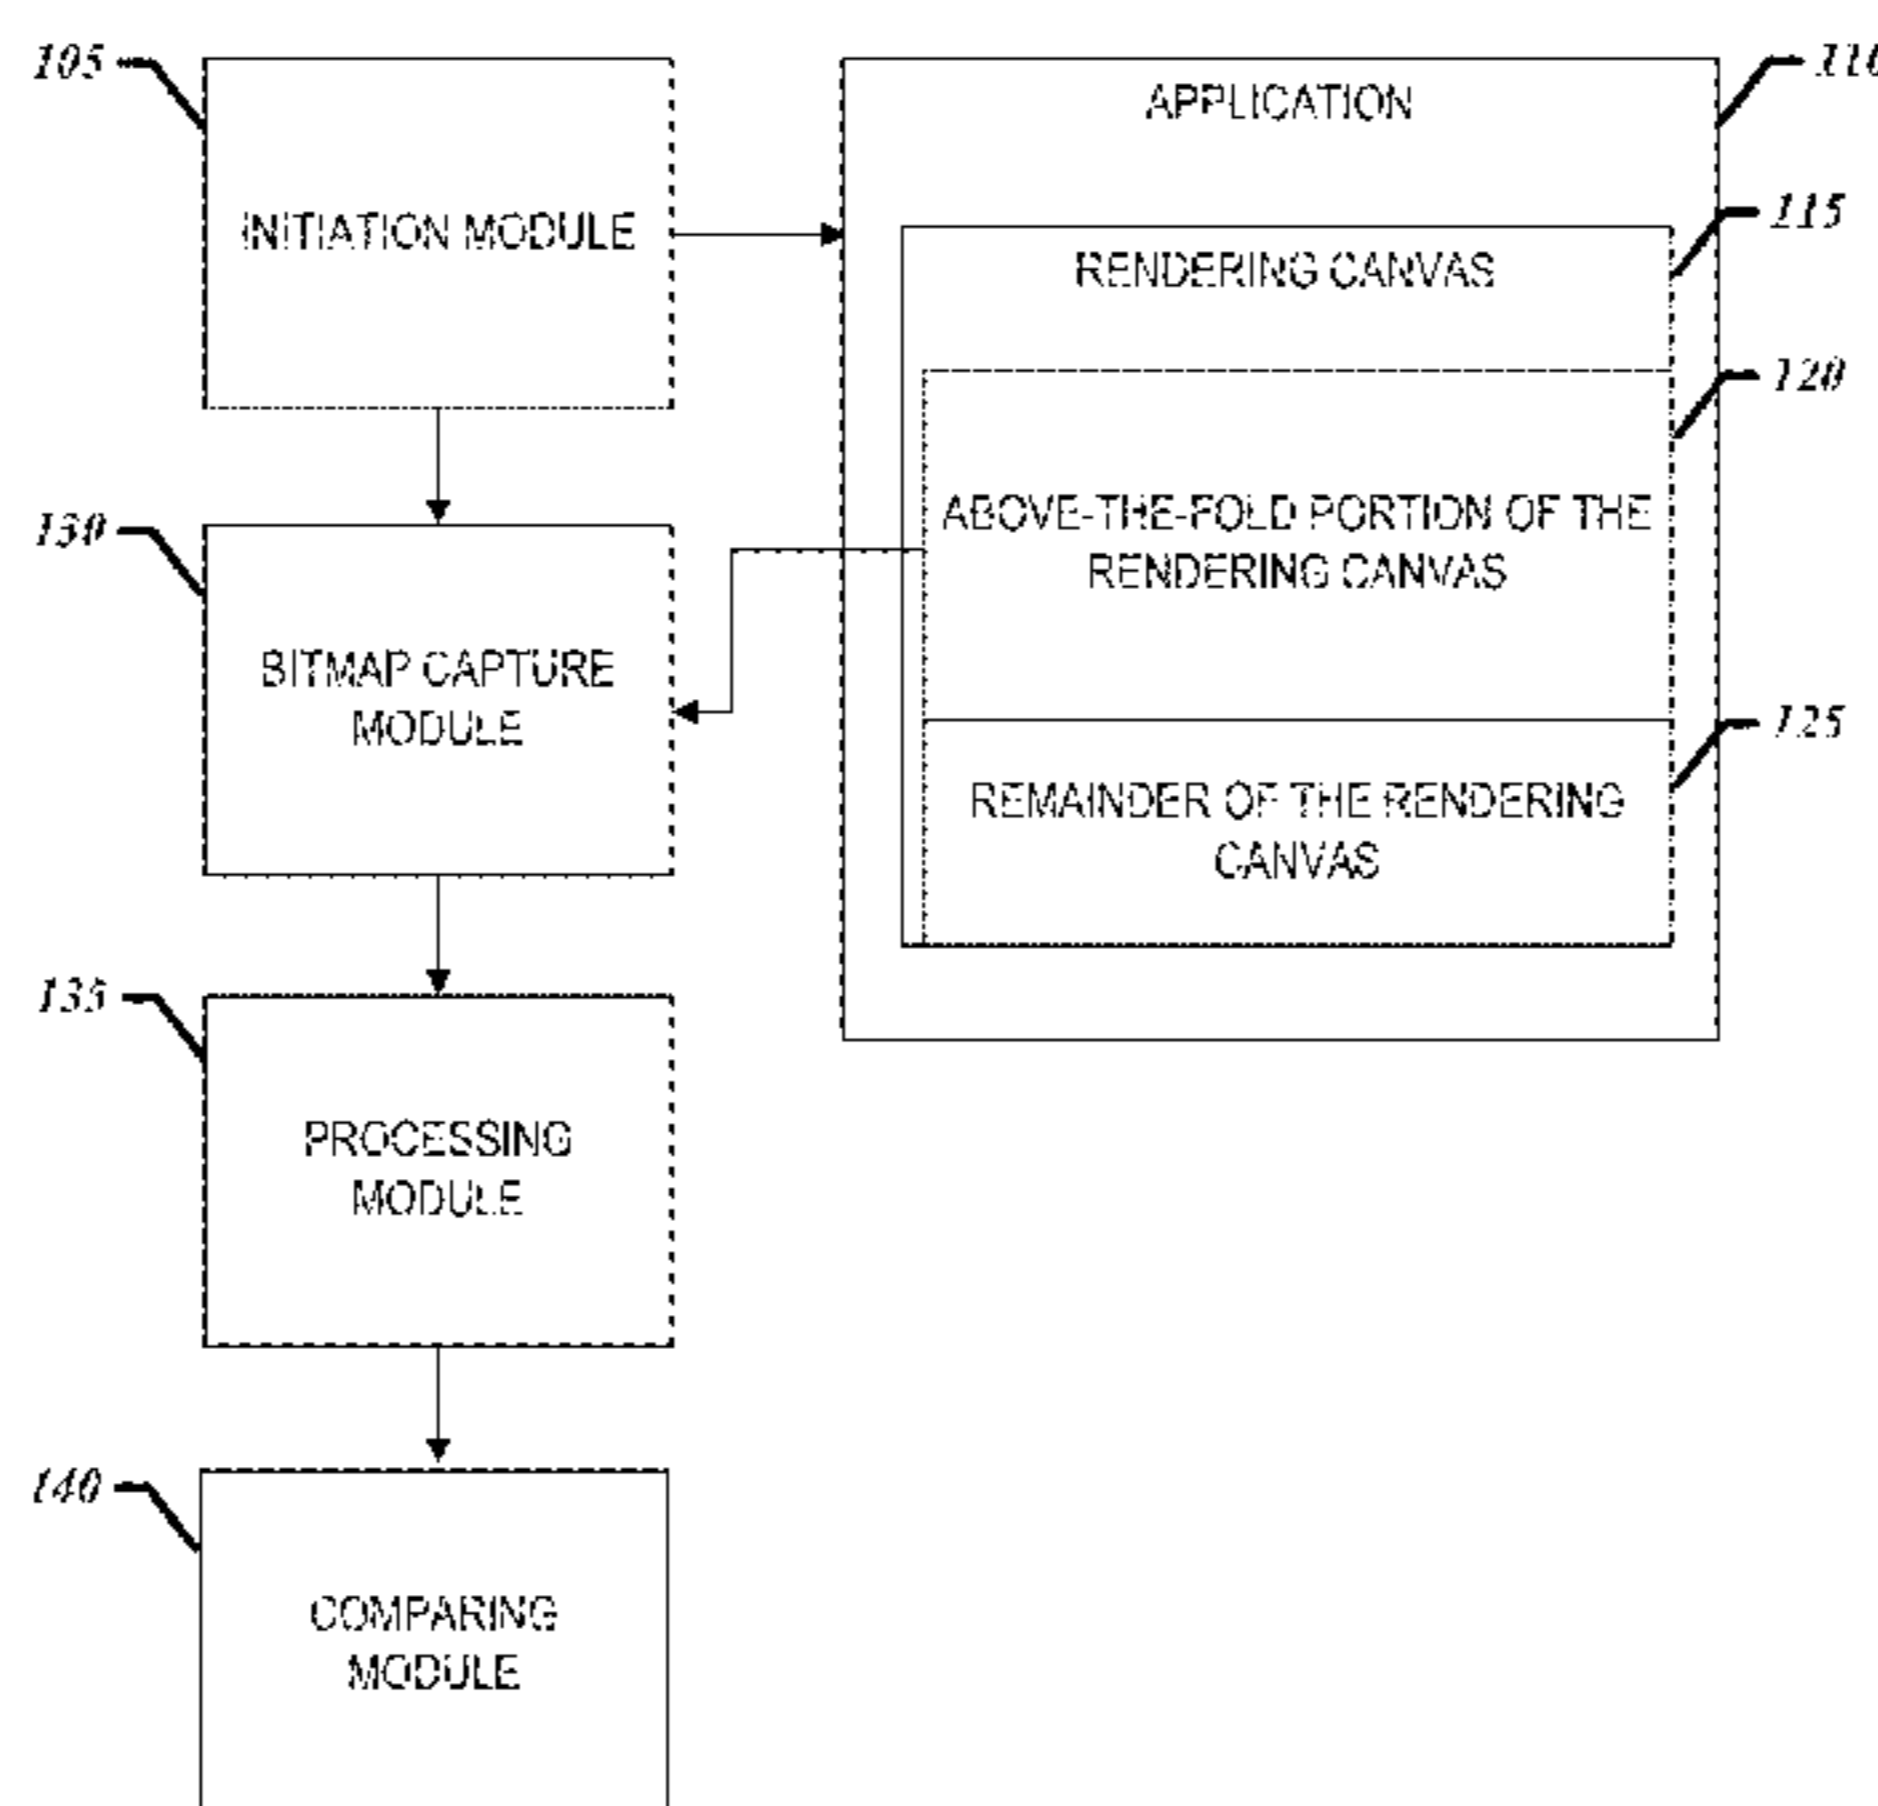 105
INITIATION MODULE
APPLICATION
110
RENDERING CANVAS
115
ABOVE-THE-FOLD PORTION OF THE
RENDERING CANVAS
120
REMAINDER OF THE RENDERING
CANVAS
125
130
BITMAP CAPTURE
MODULE
135
PROCESSING
MODULE
140
COMPARING
MODULE